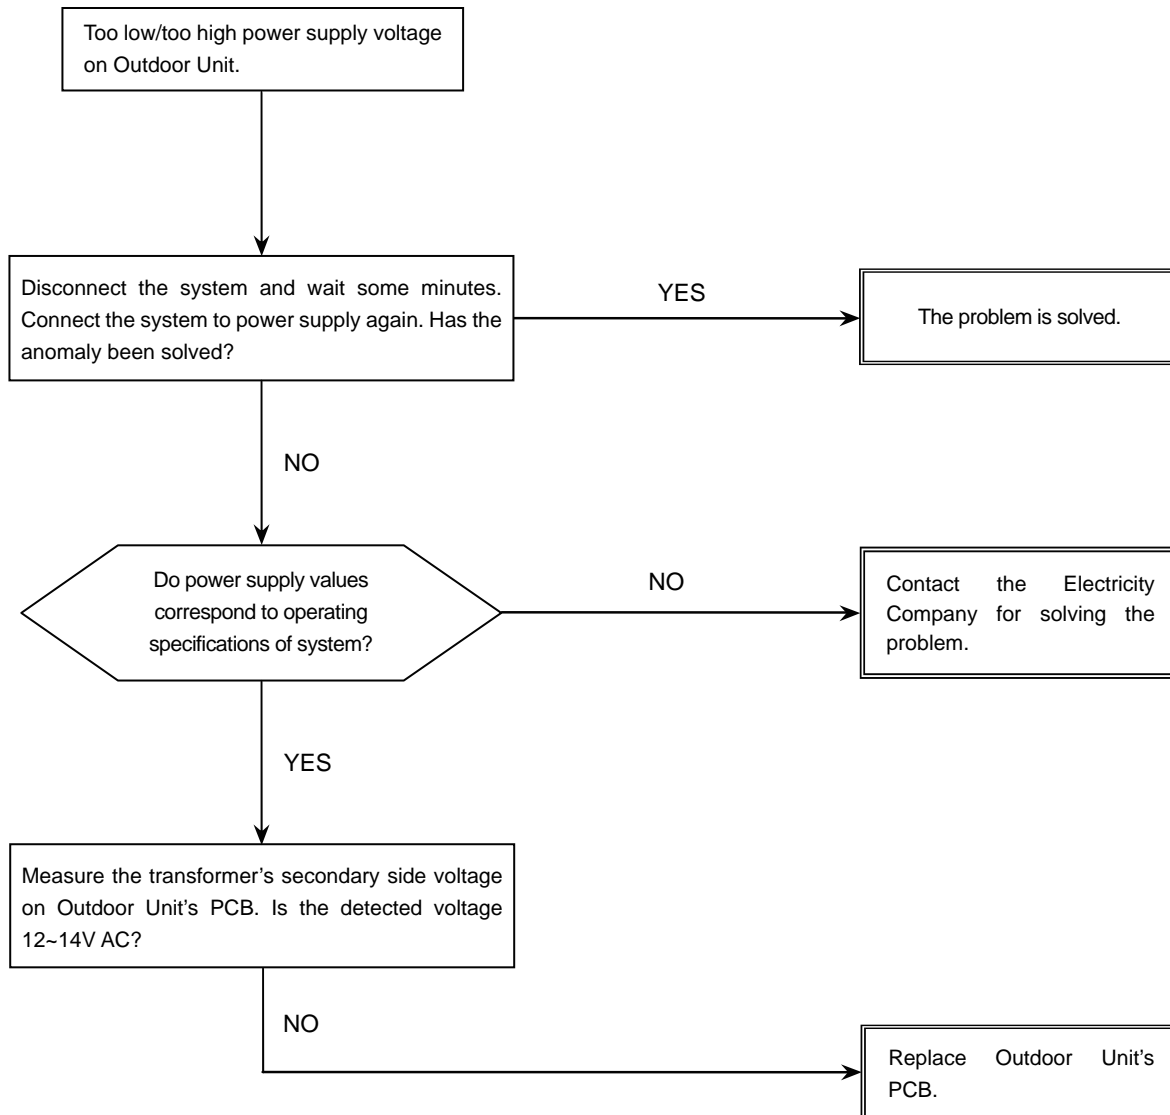 Too low/too high power supply voltage
on Outdoor Unit.
Disconnect the system and wait some minutes.
Connect the system to power supply again. Has the
anomaly been solved?
YES
The problem is solved.
NO
Do power supply values
correspond to operating
specifications of system?
NO
Contact the Electricity
Company for solving the
problem.
YES
Measure the transformer’s secondary side voltage
on Outdoor Unit’s PCB. Is the detected voltage
12~14V AC?
NO
Replace Outdoor Unit’s
PCB.